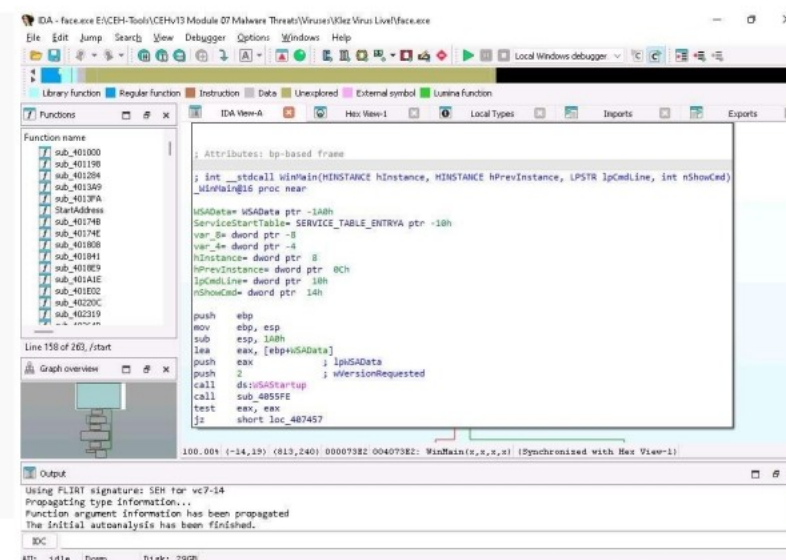 IDA - face.exe E:\CEH-Tools\CEHv13 Module 07 Malware Threats\Viruses\Klez Virus Live!\face.exe
File Edit Jump Search View Debugger Options Windows Help
Local Windows debugger
Library function Regular function Instruction Data Unexplored External symbol Lumina function
Functions
IDA View-A Hex View-1 Local Types Imports Exports
Function name
sub_401000
sub_401198
sub_401284
sub_4013A9
sub_4013FA
StartAddress
sub_40174B
sub_40174E
sub_401808
sub_401841
sub_4018E9
sub_401A1E
sub_401E02
sub_40220C
sub_402319
Line 158 of 263, /start
Graph overview
; Attributes: bp-based frame
; int __stdcall WinMain(HINSTANCE hInstance, HINSTANCE hPrevInstance, LPSTR lpCmdLine, int nShowCmd)
_WinMain@16 proc near
WSAData= WSAData ptr -1A0h
ServiceStartTable= SERVICE_TABLE_ENTRYA ptr -10h
var_8= dword ptr -8
var_4= dword ptr -4
hInstance= dword ptr 8
hPrevInstance= dword ptr 0Ch
lpCmdLine= dword ptr 10h
nShowCmd= dword ptr 14h
push ebp
mov ebp, esp
sub esp, 1A0h
lea eax, [ebp+WSAData]
push eax ; lpWSAData
push 2 ; wVersionRequested
call ds:WSAStartup
call sub_4055FE
test eax, eax
jz short loc_407457
100.00% (-14,19) (813,240) 000073E2 004073E2: WinMain(x,x,x,x) (Synchronized with Hex View-1)
Output
Using FLIRT signature: SEH for vc7-14
Propagating type information...
Function argument information has been propagated
The initial autoanalysis has been finished.
IDC
AU: idle Down Disk: 29GB